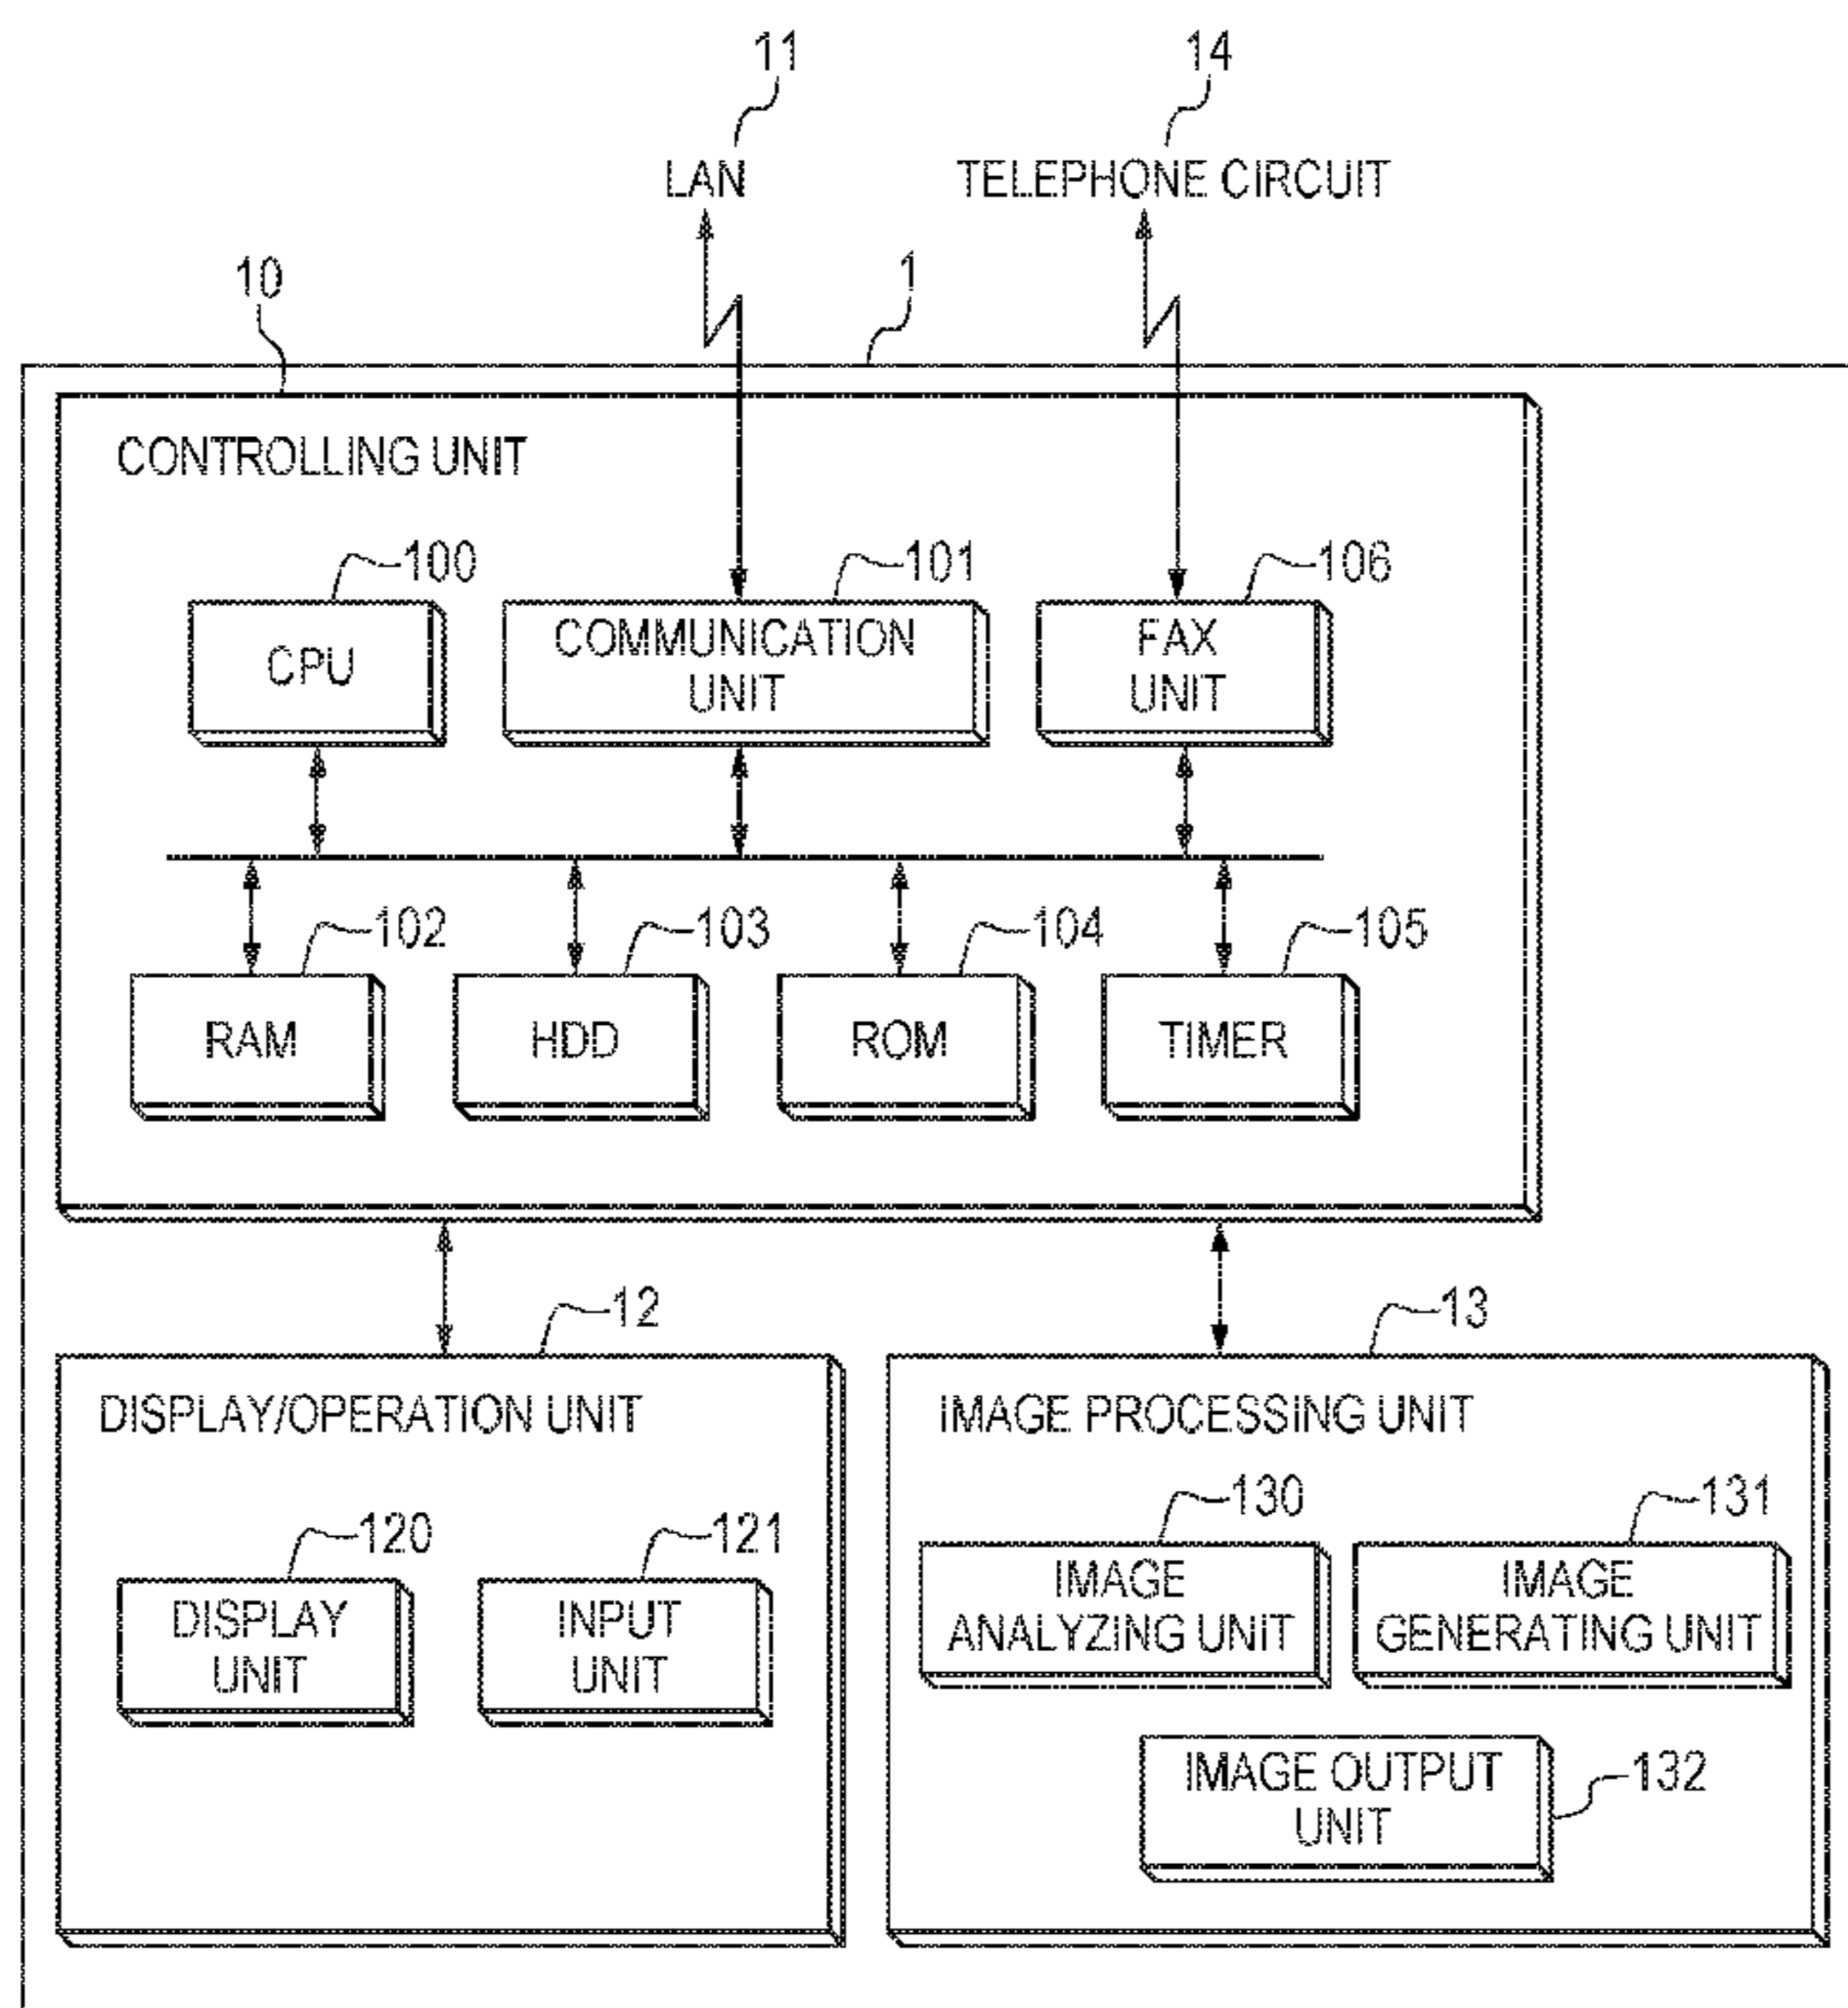 11
14
LAN
TELEPHONE CIRCUIT
10
1
CONTROLLING UNIT
100
101
106
CPU
COMMUNICATION
UNIT
FAX
UNIT
102
103
104
105
RAM
HDD
ROM
TIMER
12
13
DISPLAY/OPERATION UNIT
IMAGE PROCESSING UNIT
120
121
130
131
DISPLAY
UNIT
INPUT
UNIT
IMAGE
ANALYZING UNIT
IMAGE
GENERATING UNIT
IMAGE OUTPUT
UNIT
132